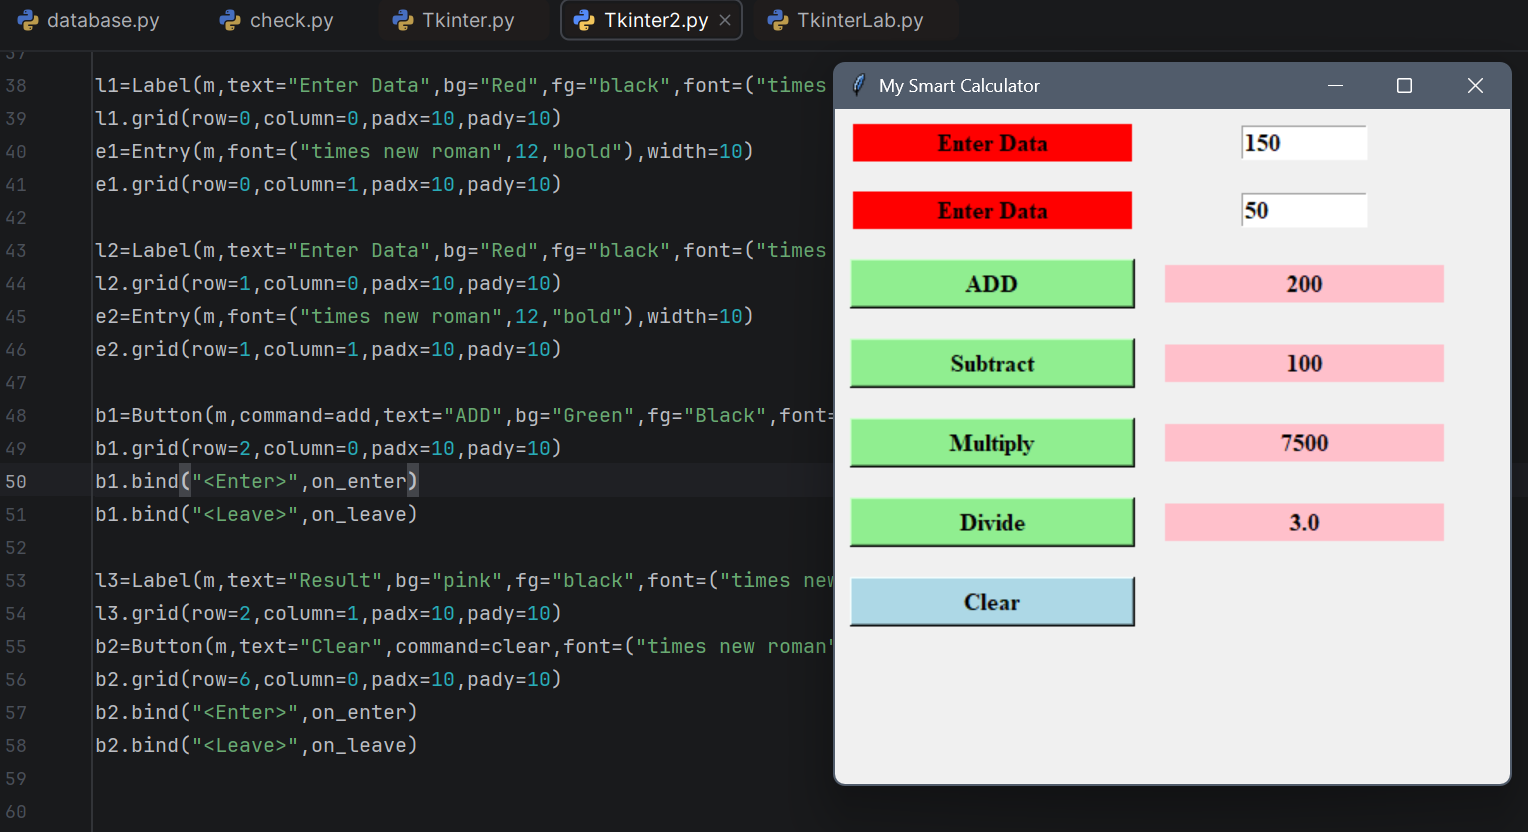 database.py check.py Tkinter.py Tkinter2.py TkinterLab.py
37
38 l1=Label(m,text="Enter Data",bg="Red",fg="black",font=("times
39 l1.grid(row=0,column=0,padx=10,pady=10)
40 e1=Entry(m,font=("times new roman",12,"bold"),width=10)
41 e1.grid(row=0,column=1,padx=10,pady=10)
42
43 l2=Label(m,text="Enter Data",bg="Red",fg="black",font=("times
44 l2.grid(row=1,column=0,padx=10,pady=10)
45 e2=Entry(m,font=("times new roman",12,"bold"),width=10)
46 e2.grid(row=1,column=1,padx=10,pady=10)
47
48 b1=Button(m,command=add,text="ADD",bg="Green",fg="Black",font=
49 b1.grid(row=2,column=0,padx=10,pady=10)
50 b1.bind("<Enter>",on_enter)
51 b1.bind("<Leave>",on_leave)
52
53 l3=Label(m,text="Result",bg="pink",fg="black",font=("times new
54 l3.grid(row=2,column=1,padx=10,pady=10)
55 b2=Button(m,text="Clear",command=clear,font=("times new roman"
56 b2.grid(row=6,column=0,padx=10,pady=10)
57 b2.bind("<Enter>",on_enter)
58 b2.bind("<Leave>",on_leave)
59
60
My Smart Calculator
Enter Data 150
Enter Data 50
ADD 200
Subtract 100
Multiply 7500
Divide 3.0
Clear